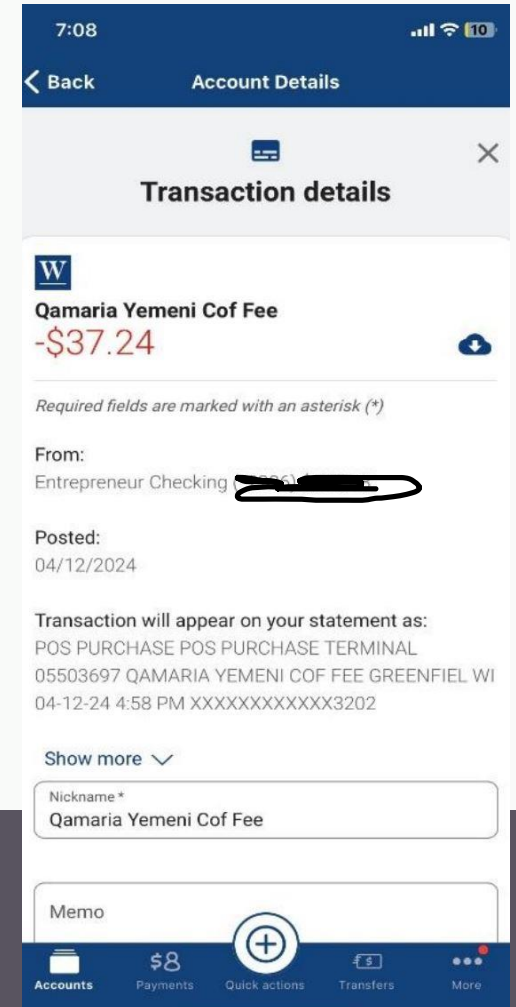 7:08
10
Back
Account Details
Transaction details
W
Qamaria Yemeni Cof Fee
-$37.24
Required fields are marked with an asterisk (*)
From:
Entrepreneur Checking (
Posted:
04/12/2024
Transaction will appear on your statement as:
POS PURCHASE POS PURCHASE TERMINAL
05503697 QAMARIA YEMENI COF FEE GREENFIEL WI
04-12-24 4:58 PM XXXXXXXXXXXX3202
Show more
Nickname *
Qamaria Yemeni Cof Fee
Memo
Accounts
Payments
Quick actions
Transfers
More